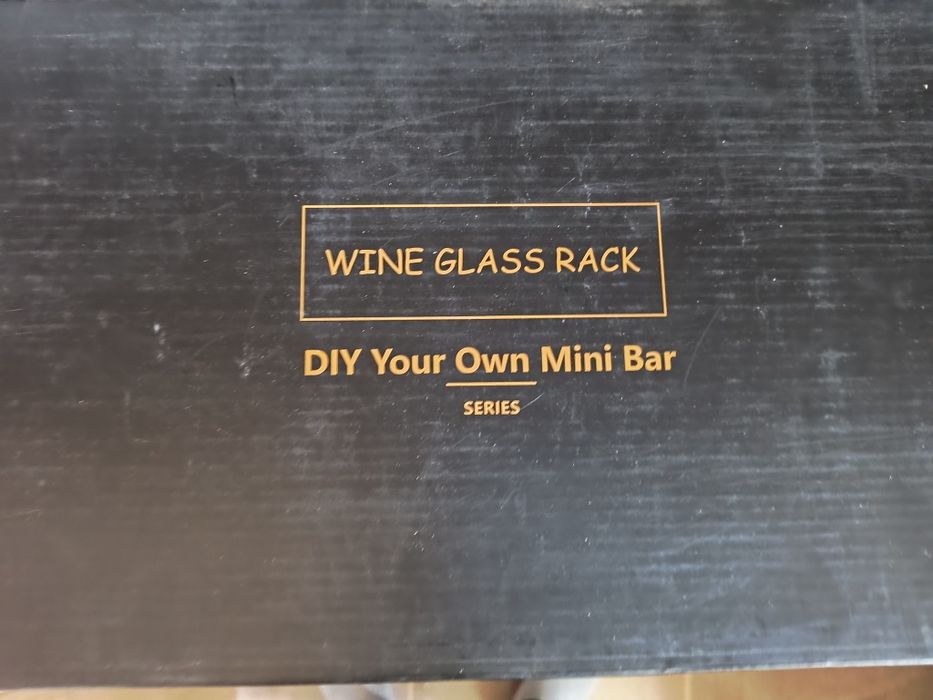 WINE GLASS RACK
DIY Your Own Mini Bar
SERIES